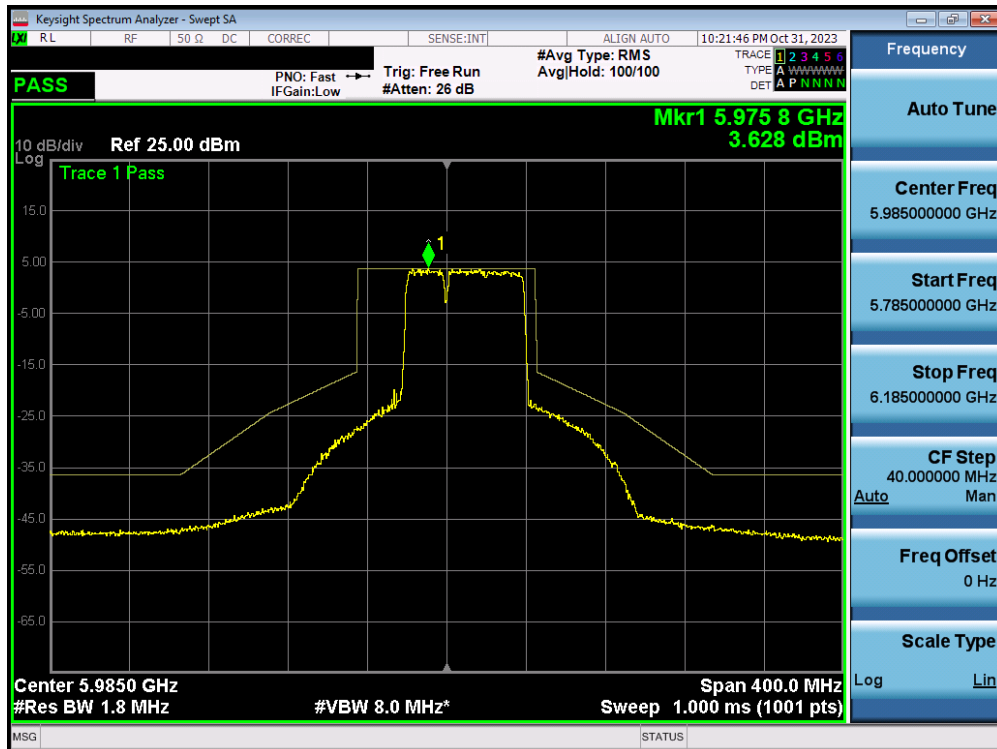 Keysight Spectrum Analyzer - Swept SA
LXI RL RF 50 Ω DC CORREC SENSE:INT ALIGN AUTO 10:21:46 PM Oct 31, 2023
PASS
PNO: Fast
IFGain:Low
Trig: Free Run
#Atten: 26 dB
#Avg Type: RMS
Avg|Hold: 100/100
TRACE 1 2 3 4 5 6
TYPE A WWWWW
DET A P N N N N
Mkr1 5.975 8 GHz
3.628 dBm
10 dB/div Ref 25.00 dBm
Log
Trace 1 Pass
1
15.0
5.00
-5.00
-15.0
-25.0
-35.0
-45.0
-55.0
-65.0
Center 5.9850 GHz Span 400.0 MHz
#Res BW 1.8 MHz #VBW 8.0 MHz* Sweep 1.000 ms (1001 pts)
MSG STATUS
Frequency
Auto Tune
Center Freq
5.985000000 GHz
Start Freq
5.785000000 GHz
Stop Freq
6.185000000 GHz
CF Step
40.000000 MHz
Auto Man
Freq Offset
0 Hz
Scale Type
Log Lin